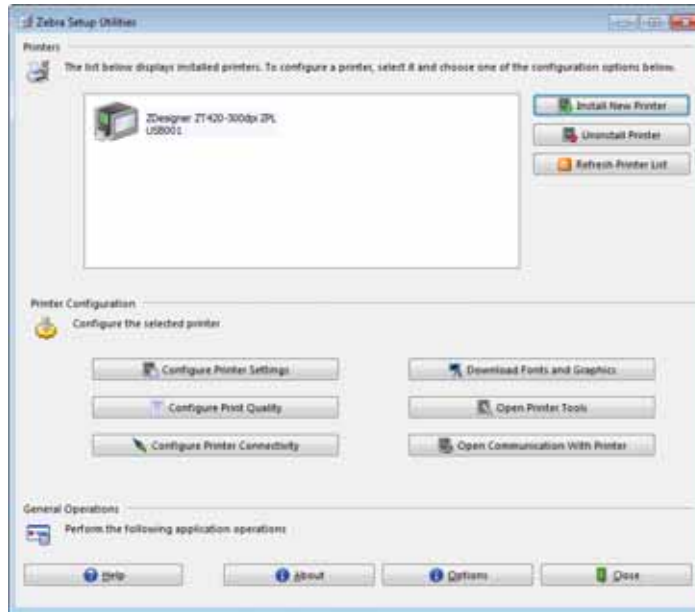 Zebra Setup Utilities
Printers
The list below displays installed printers. To configure a printer, select it and choose one of the configuration options below.
ZDesigner ZT420-300dpi ZPL
USB001
Install New Printer
Uninstall Printer
Refresh Printer List
Printer Configuration
Configure the selected printer
Configure Printer Settings
Download Fonts and Graphics
Configure Print Quality
Open Printer Tools
Configure Printer Connectivity
Open Communication With Printer
General Operations
Perform the following application operations
Help
About
Options
Close